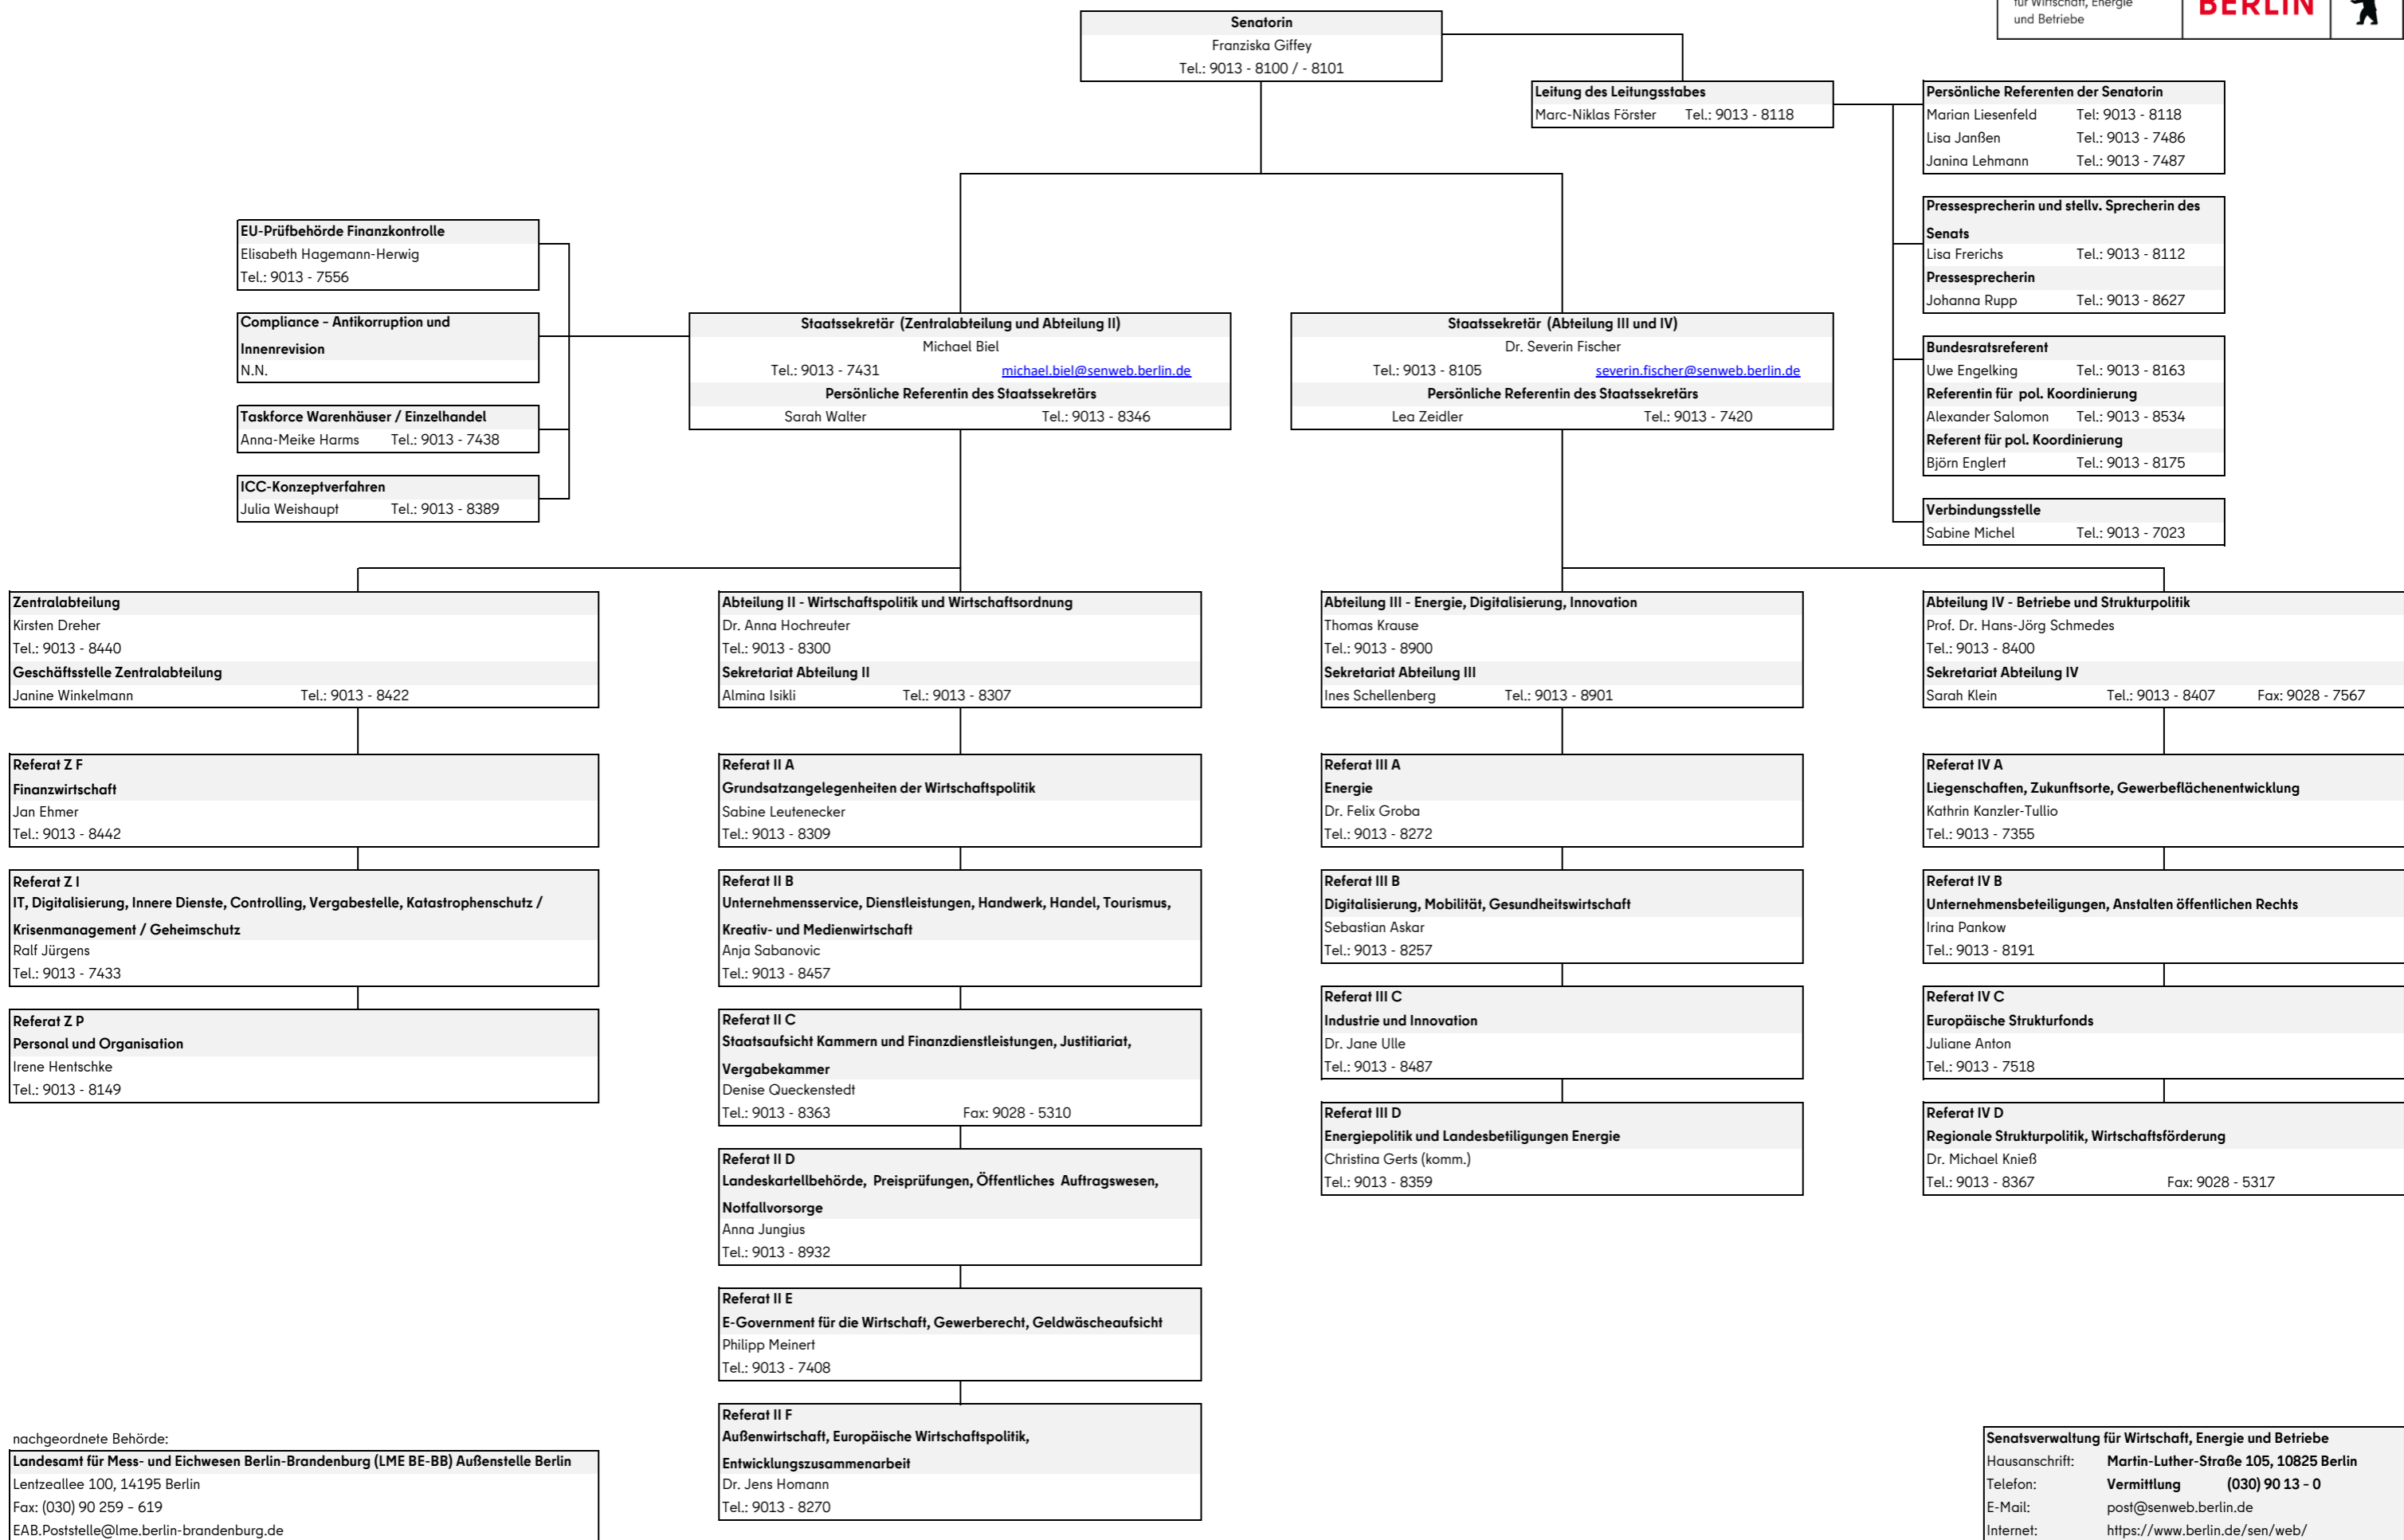 für Wirtschaft, Energie
und Betriebe
BERLIN
Senatorin
Franziska Giffey
Tel.: 9013 - 8100 / - 8101
Leitung des Leitungsstabes
Marc-Niklas Förster Tel.: 9013 - 8118
Persönliche Referenten der Senatorin
Marian Liesenfeld Tel: 9013 - 8118
Lisa Janßen Tel.: 9013 - 7486
Janina Lehmann Tel.: 9013 - 7487
Pressesprecherin und stellv. Sprecherin des
Senats
Lisa Frerichs Tel.: 9013 - 8112
Pressesprecherin
Johanna Rupp Tel.: 9013 - 8627
Bundesratsreferent
Uwe Engelking Tel.: 9013 - 8163
Referentin für pol. Koordinierung
Alexander Salomon Tel.: 9013 - 8534
Referent für pol. Koordinierung
Björn Englert Tel.: 9013 - 8175
Verbindungsstelle
Sabine Michel Tel.: 9013 - 7023
EU-Prüfbehörde Finanzkontrolle
Elisabeth Hagemann-Herwig
Tel.: 9013 - 7556
Compliance - Antikorruption und
Innenrevision
N.N.
Taskforce Warenhäuser / Einzelhandel
Anna-Meike Harms Tel.: 9013 - 7438
ICC-Konzeptverfahren
Julia Weishaupt Tel.: 9013 - 8389
Staatssekretär (Zentralabteilung und Abteilung II)
Michael Biel
Tel.: 9013 - 7431 michael.biel@senweb.berlin.de
Persönliche Referentin des Staatssekretärs
Sarah Walter Tel.: 9013 - 8346
Staatssekretär (Abteilung III und IV)
Dr. Severin Fischer
Tel.: 9013 - 8105 severin.fischer@senweb.berlin.de
Persönliche Referentin des Staatssekretärs
Lea Zeidler Tel.: 9013 - 7420
Zentralabteilung
Kirsten Dreher
Tel.: 9013 - 8440
Geschäftsstelle Zentralabteilung
Janine Winkelmann Tel.: 9013 - 8422
Referat Z F
Finanzwirtschaft
Jan Ehmer
Tel.: 9013 - 8442
Referat Z I
IT, Digitalisierung, Innere Dienste, Controlling, Vergabestelle, Katastrophenschutz /
Krisenmanagement / Geheimschutz
Ralf Jürgens
Tel.: 9013 - 7433
Referat Z P
Personal und Organisation
Irene Hentschke
Tel.: 9013 - 8149
Abteilung II - Wirtschaftspolitik und Wirtschaftsordnung
Dr. Anna Hochreuter
Tel.: 9013 - 8300
Sekretariat Abteilung II
Almina Isikli Tel.: 9013 - 8307
Referat II A
Grundsatzangelegenheiten der Wirtschaftspolitik
Sabine Leutenecker
Tel.: 9013 - 8309
Referat II B
Unternehmensservice, Dienstleistungen, Handwerk, Handel, Tourismus,
Kreativ- und Medienwirtschaft
Anja Sabanovic
Tel.: 9013 - 8457
Referat II C
Staatsaufsicht Kammern und Finanzdienstleistungen, Justitiariat,
Vergabekammer
Denise Queckenstedt
Tel.: 9013 - 8363 Fax: 9028 - 5310
Referat II D
Landeskartellbehörde, Preisprüfungen, Öffentliches Auftragswesen,
Notfallvorsorge
Anna Jungius
Tel.: 9013 - 8932
Referat II E
E-Government für die Wirtschaft, Gewerberecht, Geldwäscheaufsicht
Philipp Meinert
Tel.: 9013 - 7408
Referat II F
Außenwirtschaft, Europäische Wirtschaftspolitik,
Entwicklungszusammenarbeit
Dr. Jens Homann
Tel.: 9013 - 8270
Abteilung III - Energie, Digitalisierung, Innovation
Thomas Krause
Tel.: 9013 - 8900
Sekretariat Abteilung III
Ines Schellenberg Tel.: 9013 - 8901
Referat III A
Energie
Dr. Felix Groba
Tel.: 9013 - 8272
Referat III B
Digitalisierung, Mobilität, Gesundheitswirtschaft
Sebastian Askar
Tel.: 9013 - 8257
Referat III C
Industrie und Innovation
Dr. Jane Ulle
Tel.: 9013 - 8487
Referat III D
Energiepolitik und Landesbetiligungen Energie
Christina Gerts (komm.)
Tel.: 9013 - 8359
Abteilung IV - Betriebe und Strukturpolitik
Prof. Dr. Hans-Jörg Schmedes
Tel.: 9013 - 8400
Sekretariat Abteilung IV
Sarah Klein Tel.: 9013 - 8407 Fax: 9028 - 7567
Referat IV A
Liegenschaften, Zukunftsorte, Gewerbeflächenentwicklung
Kathrin Kanzler-Tullio
Tel.: 9013 - 7355
Referat IV B
Unternehmensbeteiligungen, Anstalten öffentlichen Rechts
Irina Pankow
Tel.: 9013 - 8191
Referat IV C
Europäische Strukturfonds
Juliane Anton
Tel.: 9013 - 7518
Referat IV D
Regionale Strukturpolitik, Wirtschaftsförderung
Dr. Michael Knieß
Tel.: 9013 - 8367 Fax: 9028 - 5317
nachgeordnete Behörde:
Landesamt für Mess- und Eichwesen Berlin-Brandenburg (LME BE-BB) Außenstelle Berlin
Lentzeallee 100, 14195 Berlin
Fax: (030) 90 259 - 619
EAB.Poststelle@lme.berlin-brandenburg.de
Senatsverwaltung für Wirtschaft, Energie und Betriebe
Hausanschrift: Martin-Luther-Straße 105, 10825 Berlin
Telefon: Vermittlung (030) 90 13 - 0
E-Mail: post@senweb.berlin.de
Internet: https://www.berlin.de/sen/web/